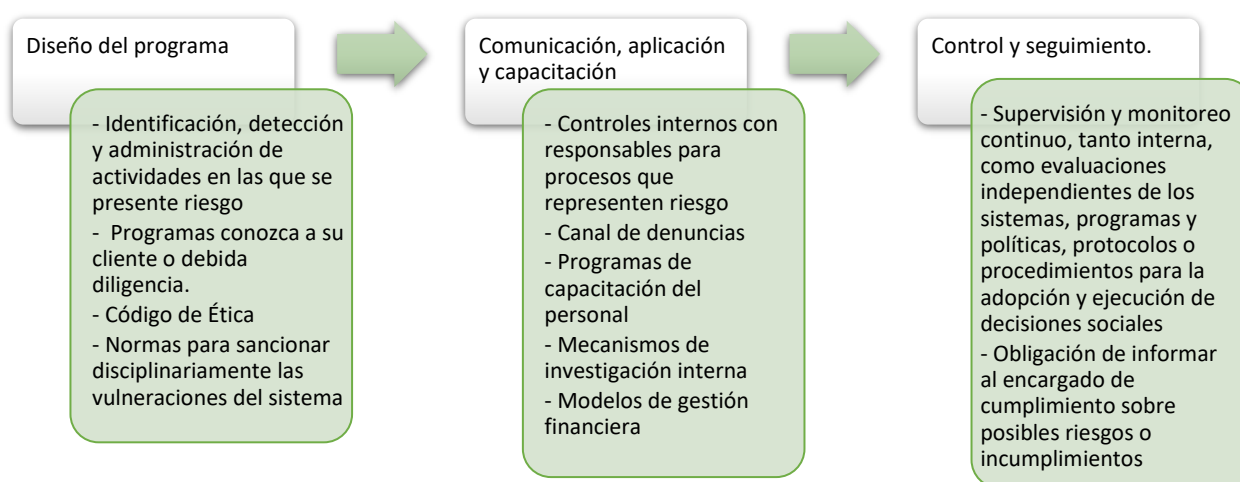 Diseño del programa
- Identificación, detección
y administración de
actividades en las que se
presente riesgo
- Programas conozca a su
cliente o debida
diligencia.
- Código de Ética
- Normas para sancionar
disciplinariamente las
vulneraciones del sistema
Comunicación, aplicación
y capacitación
- Controles internos con
responsables para
procesos que
representen riesgo
- Canal de denuncias
- Programas de
capacitación del
personal
- Mecanismos de
investigación interna
- Modelos de gestión
financiera
Control y seguimiento.
- Supervisión y monitoreo
continuo, tanto interna,
como evaluaciones
independientes de los
sistemas, programas y
políticas, protocolos o
procedimientos para la
adopción y ejecución de
decisiones sociales
- Obligación de informar
al encargado de
cumplimiento sobre
posibles riesgos o
incumplimientos